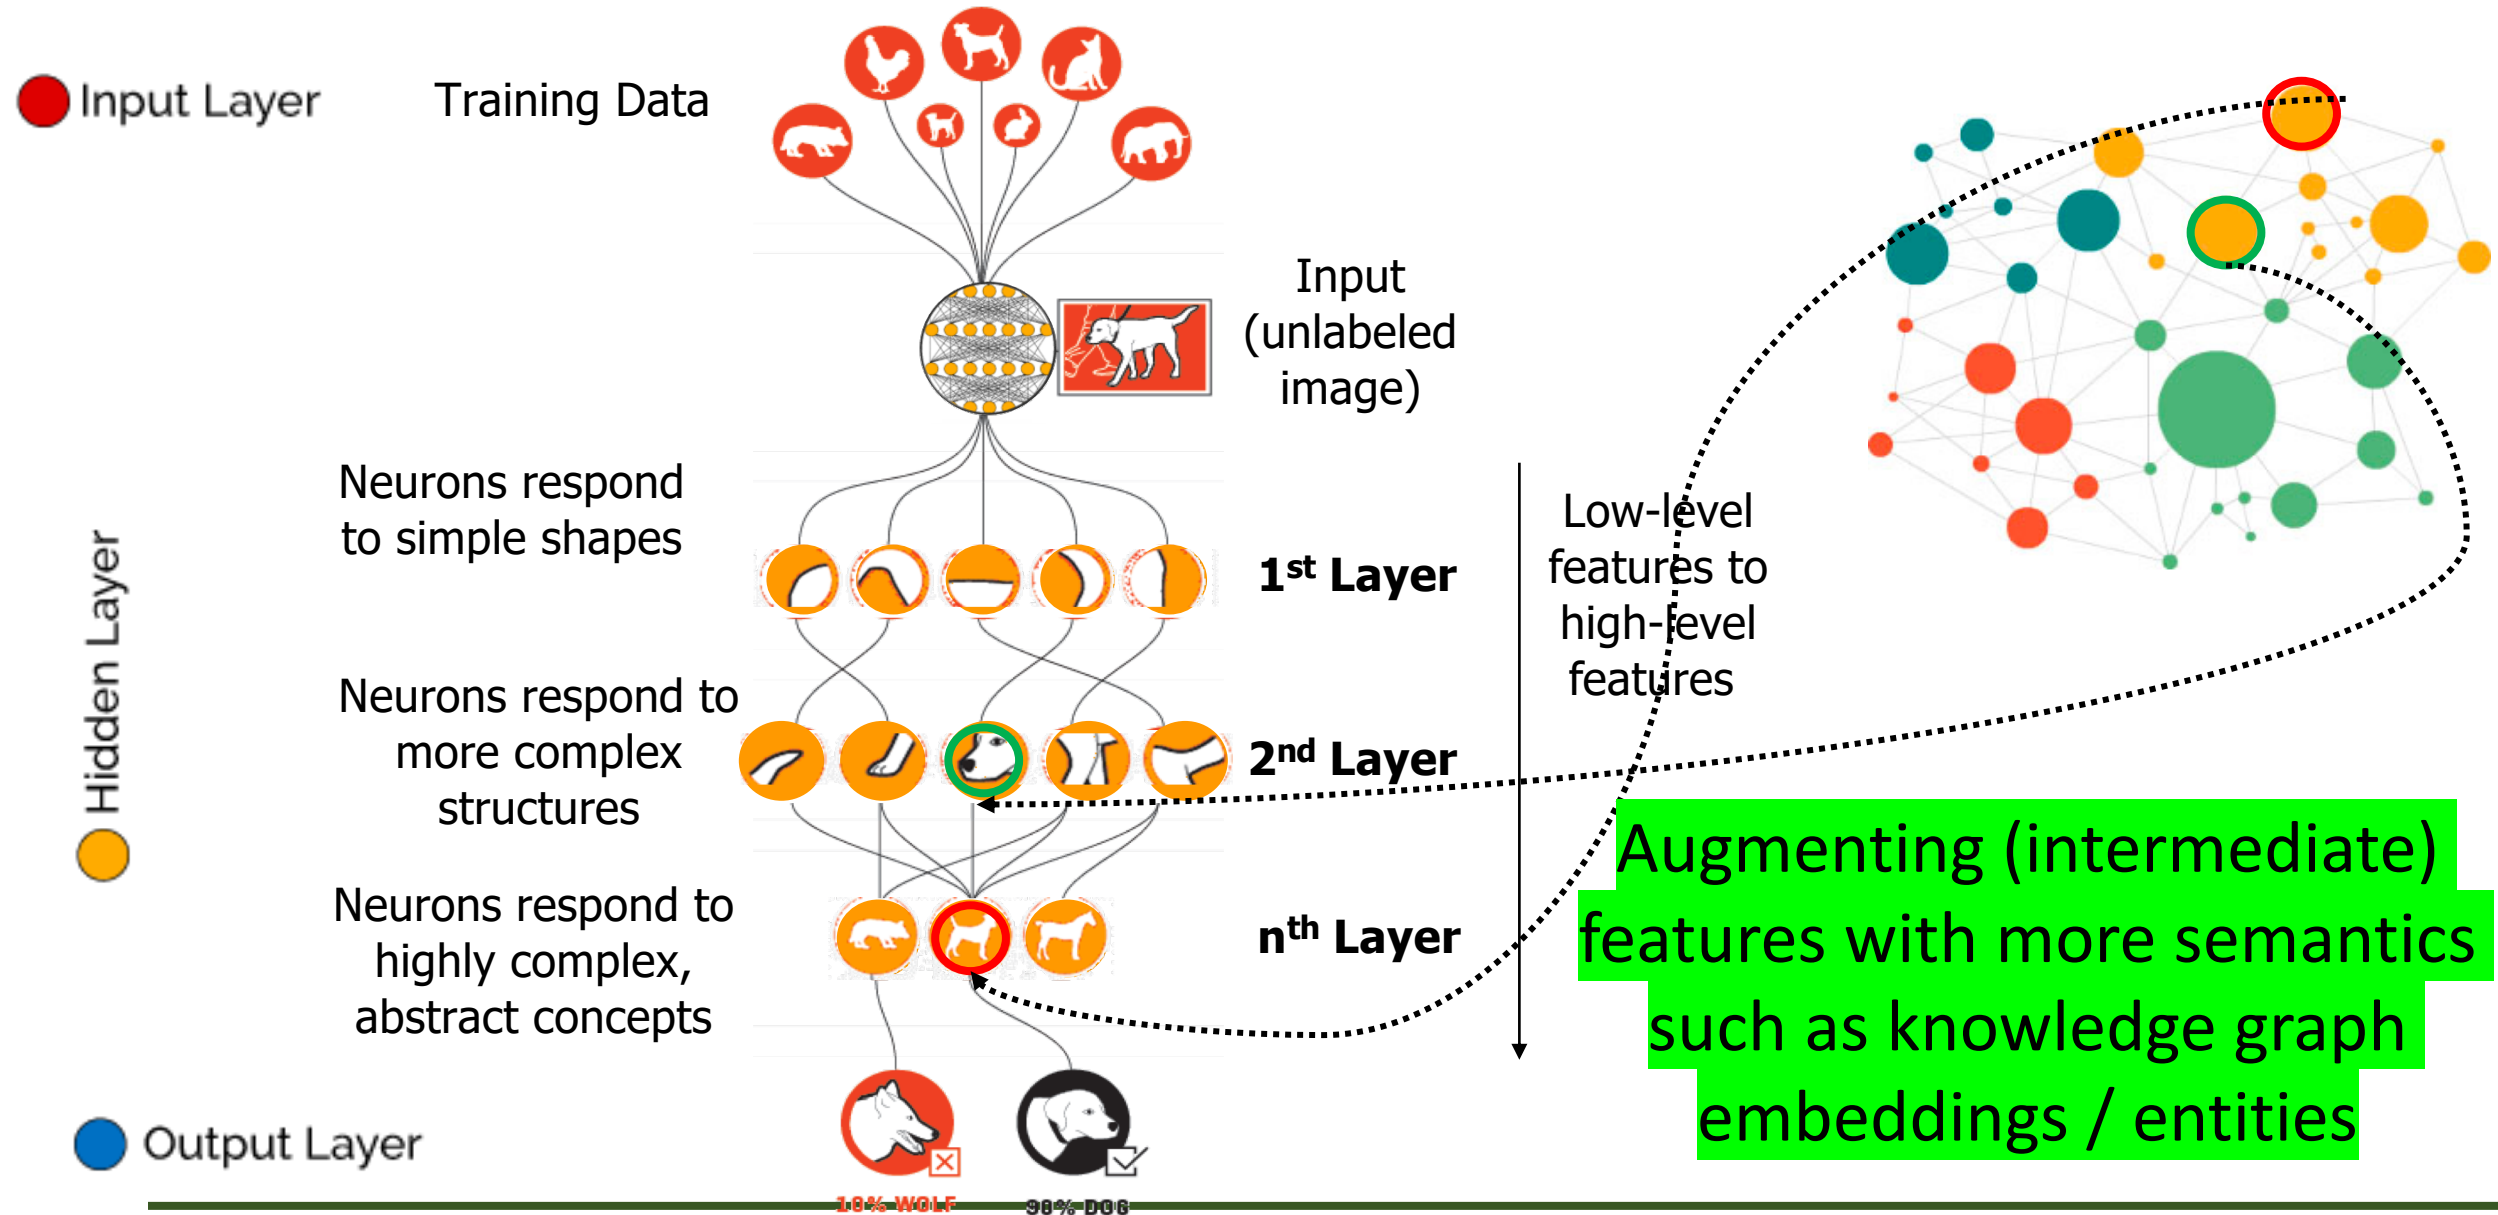 Input Layer
Training Data
Input
(unlabeled
image)
Neurons respond
to simple shapes
1st Layer
Low-level
features to
high-level
features
Hidden Layer
Neurons respond to
more complex
structures
2nd Layer
Neurons respond to
highly complex,
abstract concepts
nth Layer
Augmenting (intermediate)
features with more semantics
such as knowledge graph
embeddings / entities
Output Layer
10% WOLF
90% DOG